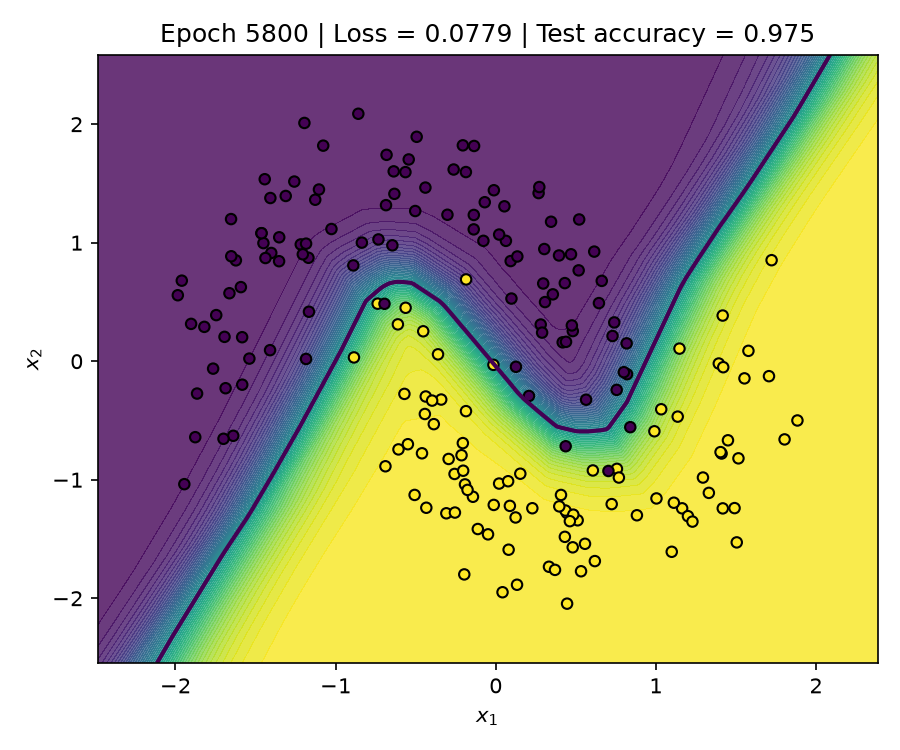 Epoch 5800 | Loss = 0.0779 | Test accuracy = 0.975
2
1
0
−1
−2
x₂
−2 −1 0 1 2
x₁